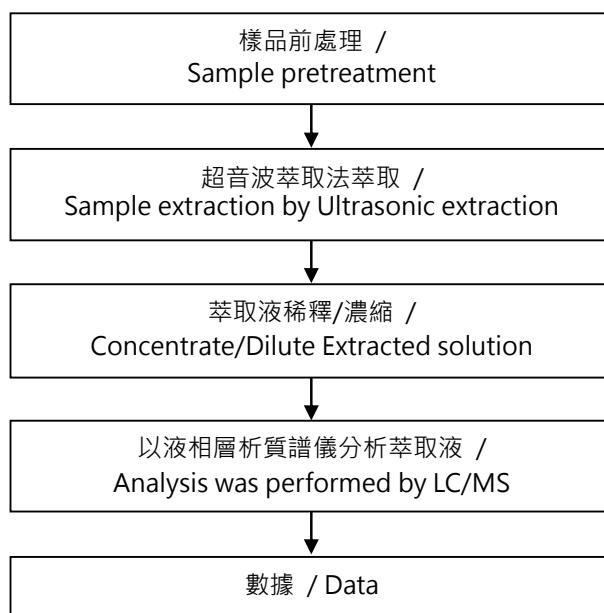 樣品前處理 /
Sample pretreatment
超音波萃取法萃取 /
Sample extraction by Ultrasonic extraction
萃取液稀釋/濃縮 /
Concentrate/Dilute Extracted solution
以液相層析質譜儀分析萃取液 /
Analysis was performed by LC/MS
數據 / Data